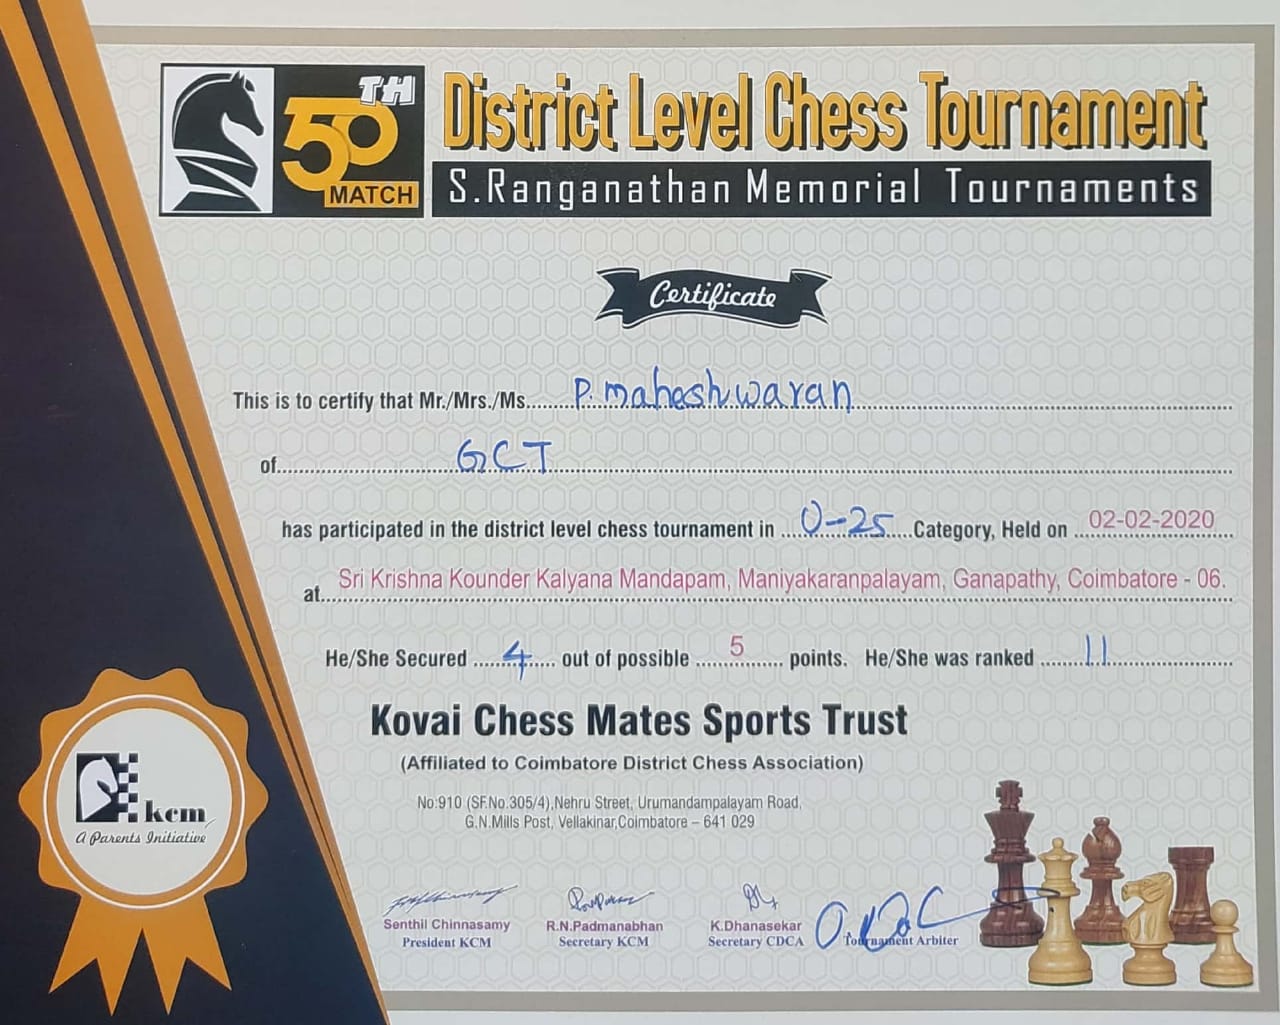 50TH
MATCH
District Level Chess Tournament
S.Ranganathan Memorial Tournaments
Certificate
This is to certify that Mr./Mrs./Ms. P. maheshwaran
of GCT
has participated in the district level chess tournament in U-25 Category, Held on 02-02-2020
at Sri Krishna Kounder Kalyana Mandapam, Maniyakaranpalayam, Ganapathy, Coimbatore - 06.
He/She Secured 4 out of possible 5 points. He/She was ranked 11
Kovai Chess Mates Sports Trust
(Affiliated to Coimbatore District Chess Association)
No:910 (SF.No.305/4),Nehru Street, Urumandampalayam Road,
G.N.Mills Post, Vellakinar,Coimbatore – 641 029
kcm
A Parents Initiative
Senthil Chinnasamy
President KCM
R.N.Padmanabhan
Secretary KCM
K.Dhanasekar
Secretary CDCA
Tournament Arbiter